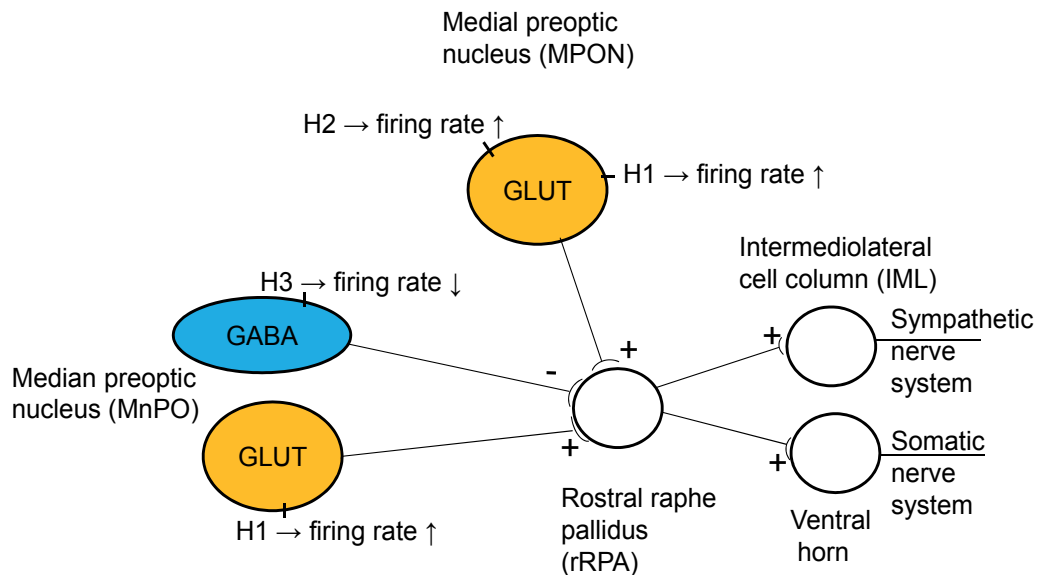 Medial preoptic
nucleus (MPON)
H2 → firing rate ↑
GLUT
H1 → firing rate ↑
Intermediolateral
cell column (IML)
H3 → firing rate ↓
GABA
Median preoptic
nucleus (MnPO)
GLUT
H1 → firing rate ↑
+
-
+
+
+
Sympathetic
nerve
system
Somatic
nerve
system
Rostral raphe
pallidus
(rRPA)
Ventral
horn